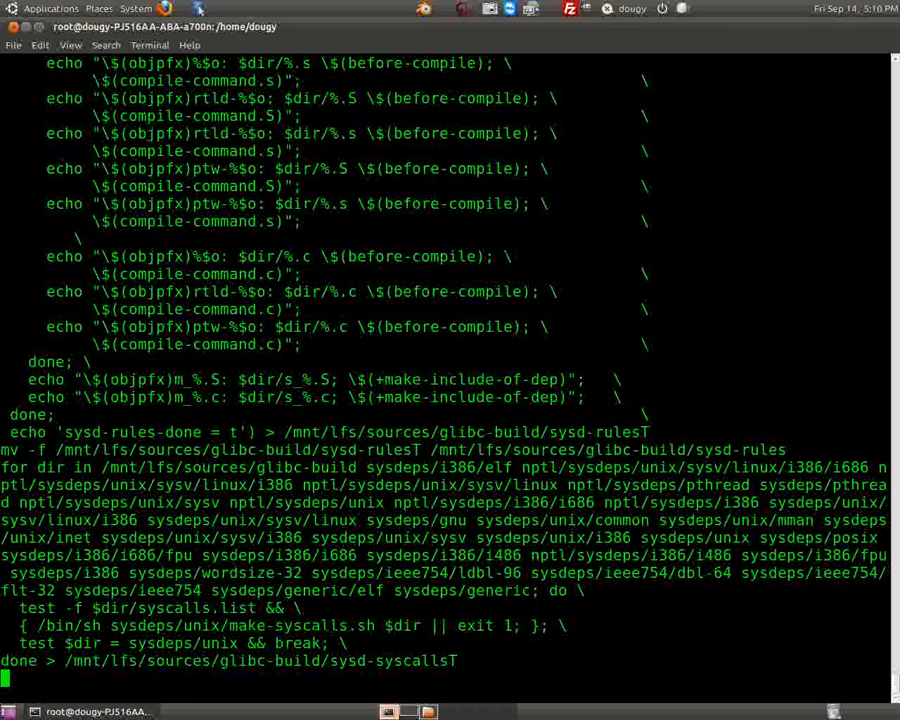 Applications Places System dougy Fri Sep 14, 5:10 PM
root@dougy-PJ516AA-ABA-a700n: /home/dougy
File Edit View Search Terminal Help
echo "\$(objpfx)%$o: $dir/%.s \$(before-compile); \
\$(compile-command.s)"; \
echo "\$(objpfx)rtld-%$o: $dir/%.S \$(before-compile); \
\$(compile-command.S)"; \
echo "\$(objpfx)rtld-%$o: $dir/%.s \$(before-compile); \
\$(compile-command.s)"; \
echo "\$(objpfx)ptw-%$o: $dir/%.S \$(before-compile); \
\$(compile-command.S)"; \
echo "\$(objpfx)ptw-%$o: $dir/%.s \$(before-compile); \
\$(compile-command.s)"; \
\
echo "\$(objpfx)%$o: $dir/%.c \$(before-compile); \
\$(compile-command.c)"; \
echo "\$(objpfx)rtld-%$o: $dir/%.c \$(before-compile); \
\$(compile-command.c)"; \
echo "\$(objpfx)ptw-%$o: $dir/%.c \$(before-compile); \
\$(compile-command.c)"; \
done; \
echo "\$(objpfx)m_%.S: $dir/s_%.S; \$(+make-include-of-dep)"; \
echo "\$(objpfx)m_%.c: $dir/s_%.c; \$(+make-include-of-dep)"; \
done; \
echo 'sysd-rules-done = t') > /mnt/lfs/sources/glibc-build/sysd-rulesT
mv -f /mnt/lfs/sources/glibc-build/sysd-rulesT /mnt/lfs/sources/glibc-build/sysd-rules
for dir in /mnt/lfs/sources/glibc-build sysdeps/i386/elf nptl/sysdeps/unix/sysv/linux/i386/i686 n
ptl/sysdeps/unix/sysv/linux/i386 nptl/sysdeps/unix/sysv/linux nptl/sysdeps/pthread sysdeps/pthrea
d nptl/sysdeps/unix/sysv nptl/sysdeps/unix nptl/sysdeps/i386/i686 nptl/sysdeps/i386 sysdeps/unix/
sysv/linux/i386 sysdeps/unix/sysv/linux sysdeps/gnu sysdeps/unix/common sysdeps/unix/mman sysdeps
/unix/inet sysdeps/unix/sysv/i386 sysdeps/unix/sysv sysdeps/unix/i386 sysdeps/unix sysdeps/posix
sysdeps/i386/i686/fpu sysdeps/i386/i686 sysdeps/i386/i486 nptl/sysdeps/i386/i486 sysdeps/i386/fpu
sysdeps/i386 sysdeps/wordsize-32 sysdeps/ieee754/ldbl-96 sysdeps/ieee754/dbl-64 sysdeps/ieee754/
flt-32 sysdeps/ieee754 sysdeps/generic/elf sysdeps/generic; do \
test -f $dir/syscalls.list && \
{ /bin/sh sysdeps/unix/make-syscalls.sh $dir || exit 1; }; \
test $dir = sysdeps/unix && break; \
done > /mnt/lfs/sources/glibc-build/sysd-syscallsT
root@dougy-PJ516AA...